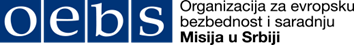 oebs
Organizacija za evropsku
bezbednost i saradnju
Misija u Srbiji